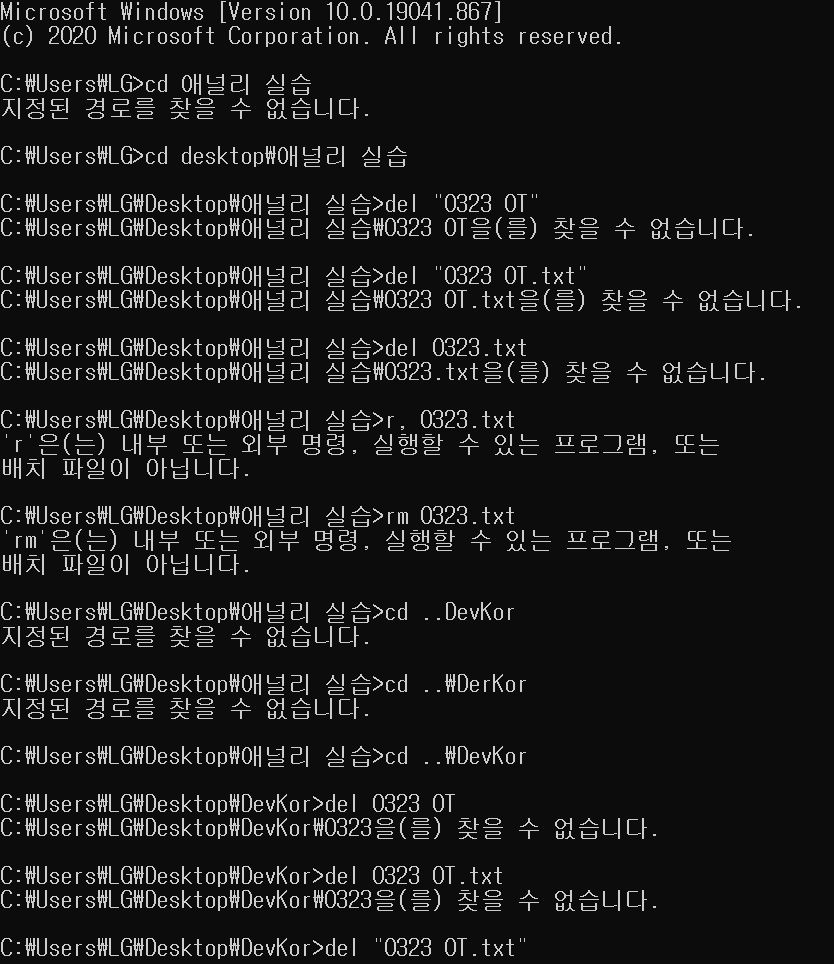 Microsoft Windows [Version 10.0.19041.867]
(c) 2020 Microsoft Corporation. All rights reserved.
C:₩Users₩LG>cd 애널리 실습
지정된 경로를 찾을 수 없습니다.
C:₩Users₩LG>cd desktop₩애널리 실습
C:₩Users₩LG₩Desktop₩애널리 실습>del "0323 OT"
C:₩Users₩LG₩Desktop₩애널리 실습₩0323 OT을(를) 찾을 수 없습니다.
C:₩Users₩LG₩Desktop₩애널리 실습>del "0323 OT.txt"
C:₩Users₩LG₩Desktop₩애널리 실습₩0323 OT.txt을(를) 찾을 수 없습니다.
C:₩Users₩LG₩Desktop₩애널리 실습>del 0323.txt
C:₩Users₩LG₩Desktop₩애널리 실습₩0323.txt을(를) 찾을 수 없습니다.
C:₩Users₩LG₩Desktop₩애널리 실습>r, 0323.txt
'r'은(는) 내부 또는 외부 명령, 실행할 수 있는 프로그램, 또는
배치 파일이 아닙니다.
C:₩Users₩LG₩Desktop₩애널리 실습>rm 0323.txt
'rm'은(는) 내부 또는 외부 명령, 실행할 수 있는 프로그램, 또는
배치 파일이 아닙니다.
C:₩Users₩LG₩Desktop₩애널리 실습>cd ..DevKor
지정된 경로를 찾을 수 없습니다.
C:₩Users₩LG₩Desktop₩애널리 실습>cd ..₩DerKor
지정된 경로를 찾을 수 없습니다.
C:₩Users₩LG₩Desktop₩애널리 실습>cd ..₩DevKor
C:₩Users₩LG₩Desktop₩DevKor>del 0323 OT
C:₩Users₩LG₩Desktop₩DevKor₩0323을(를) 찾을 수 없습니다.
C:₩Users₩LG₩Desktop₩DevKor>del 0323 OT.txt
C:₩Users₩LG₩Desktop₩DevKor₩0323을(를) 찾을 수 없습니다.
C:₩Users₩LG₩Desktop₩DevKor>del "0323 OT.txt"